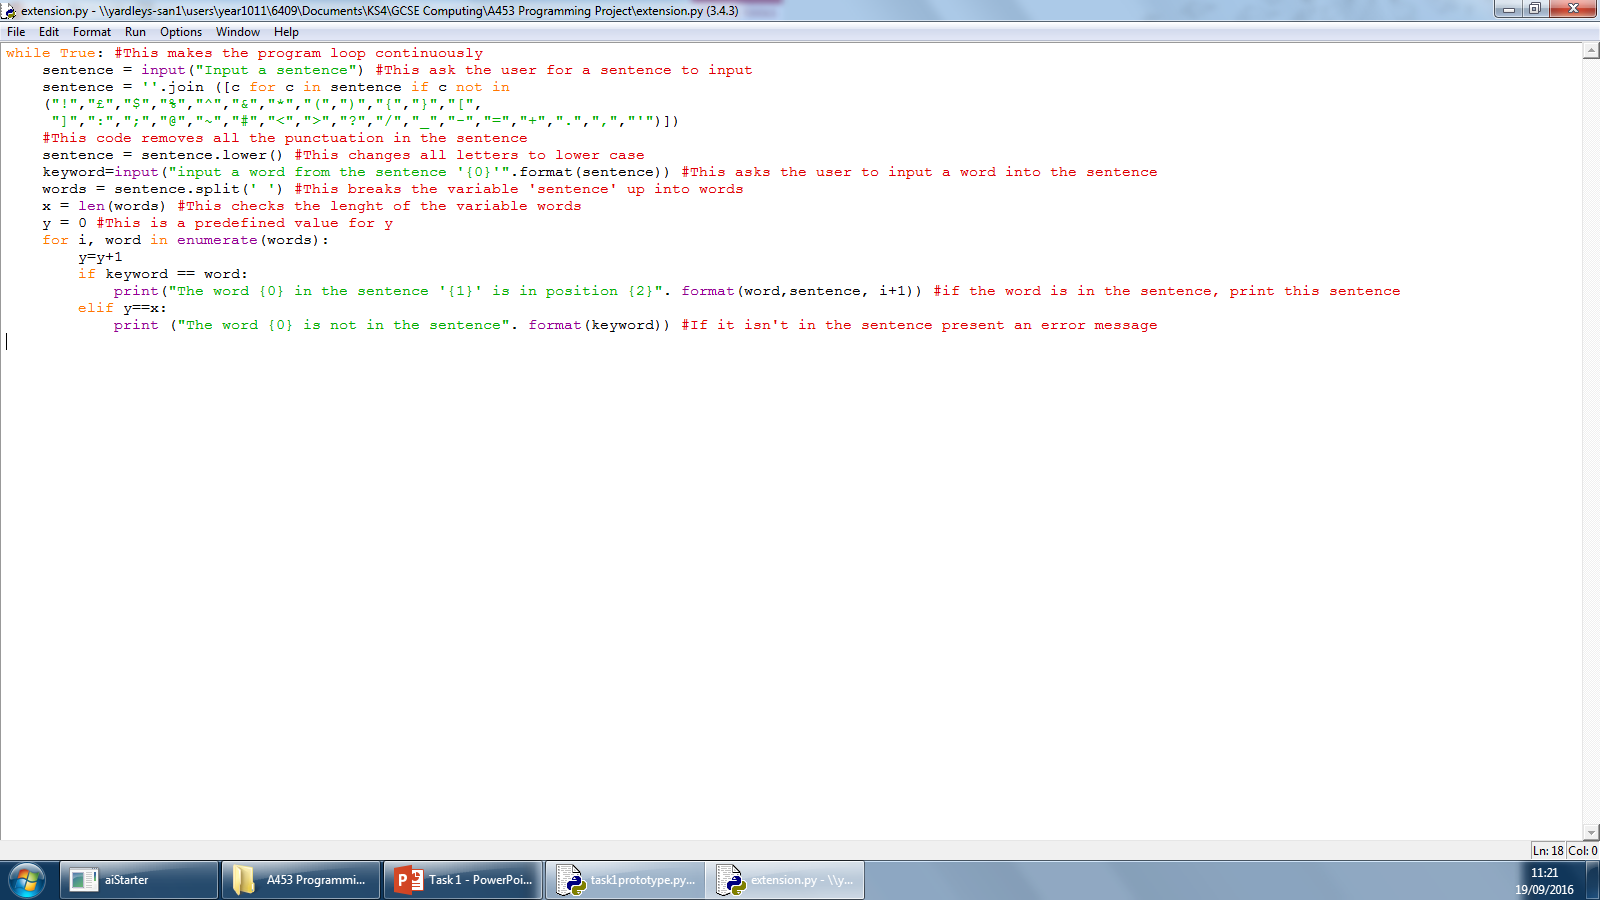 extension.py - \\yardleys-san1\users\year1011\6409\Documents\KS4\GCSE Computing\A453 Programming Project\extension.py (3.4.3)
File Edit Format Run Options Window Help
while True: #This makes the program loop continuously
    sentence = input("Input a sentence") #This ask the user for a sentence to input
    sentence = ''.join ([c for c in sentence if c not in
    ("!","£","$","%","^","&","*","(",")","{","}","[",
     "]",":",";","@","~","#","<",">","?","/","_","-","=","+",".",",","'")])
    #This code removes all the punctuation in the sentence
    sentence = sentence.lower() #This changes all letters to lower case
    keyword=input("input a word from the sentence '{0}'".format(sentence)) #This asks the user to input a word into the sentence
    words = sentence.split(' ') #This breaks the variable 'sentence' up into words
    x = len(words) #This checks the lenght of the variable words
    y = 0 #This is a predefined value for y
    for i, word in enumerate(words):
        y=y+1
        if keyword == word:
            print("The word {0} in the sentence '{1}' is in position {2}". format(word,sentence, i+1)) #if the word is in the sentence, print this sentence
        elif y==x:
            print ("The word {0} is not in the sentence". format(keyword)) #If it isn't in the sentence present an error message
Ln: 18 Col: 0
aiStarter
A453 Programmi...
Task 1 - PowerPoi...
task1prototype.py...
extension.py - \\y...
11:21
19/09/2016